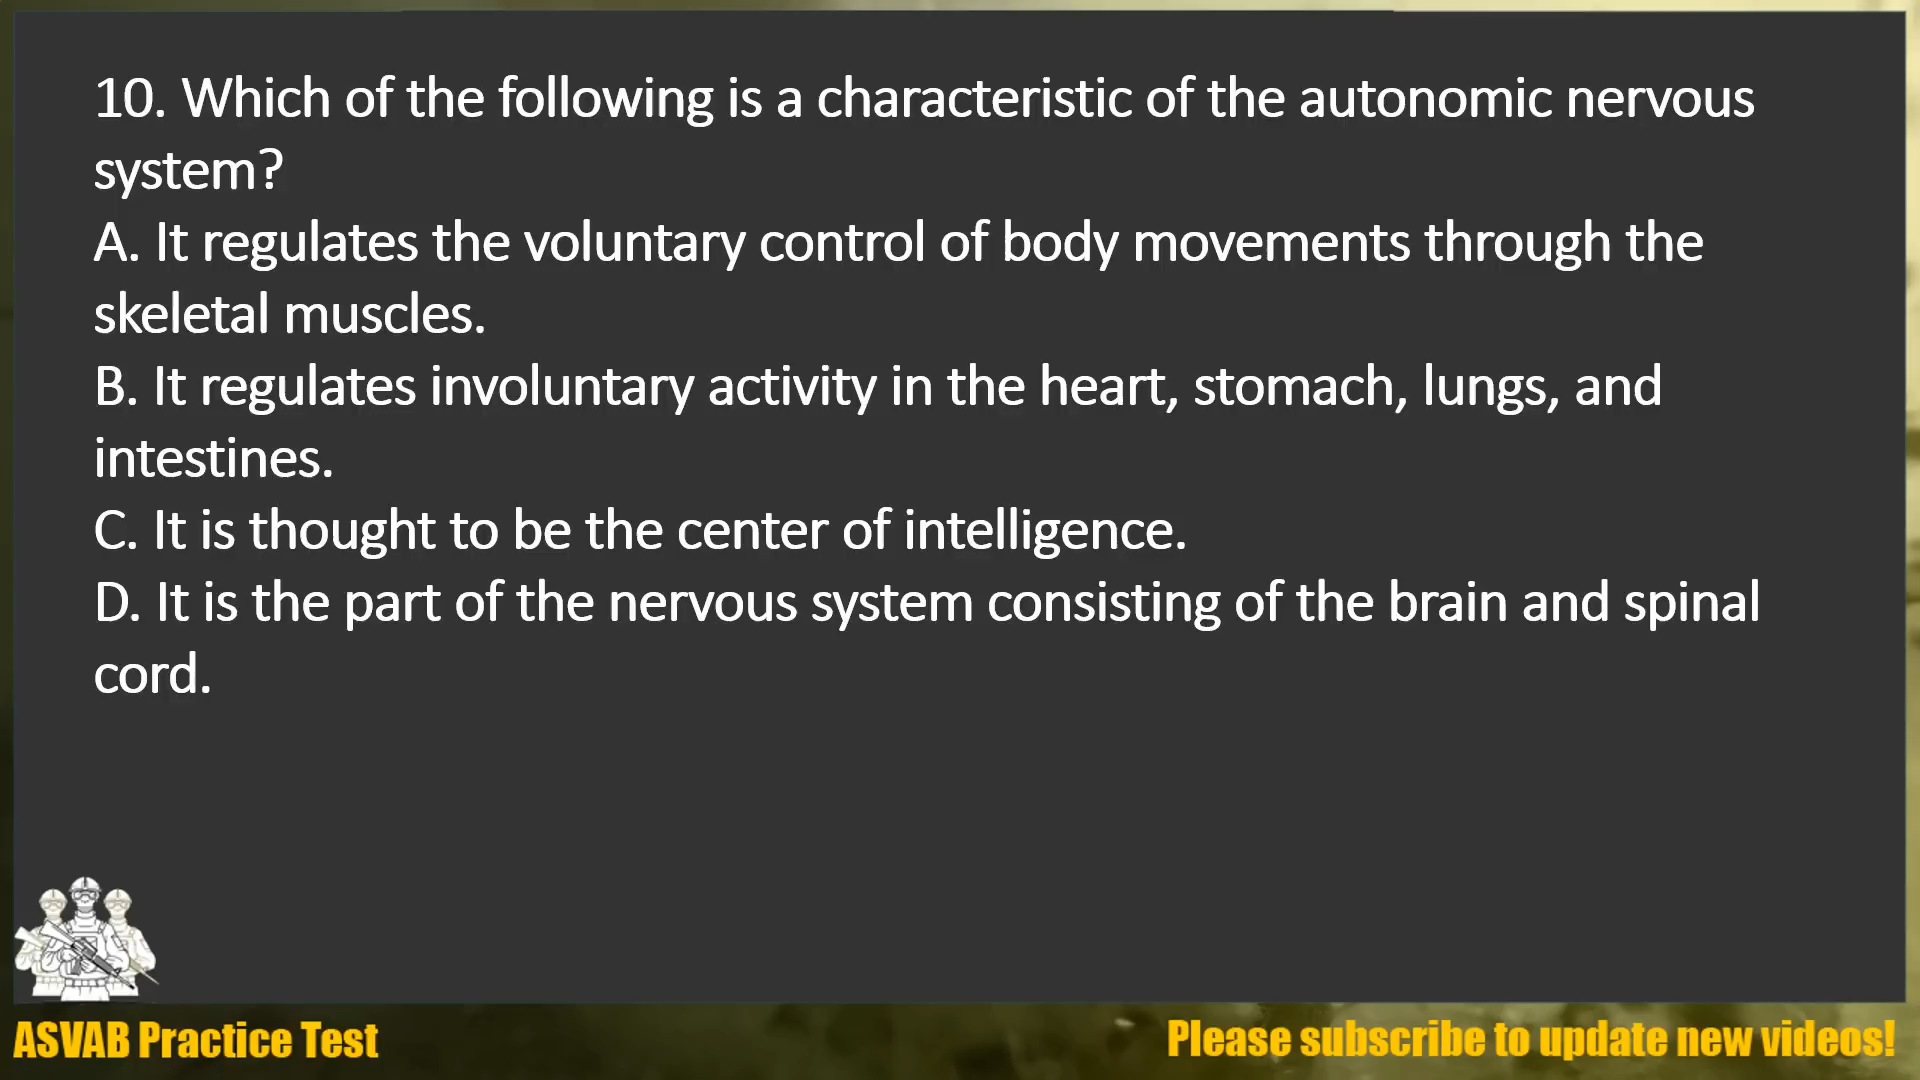 10. Which of the following is a characteristic of the autonomic nervous
system?
A. It regulates the voluntary control of body movements through the
skeletal muscles.
B. It regulates involuntary activity in the heart, stomach, lungs, and
intestines.
C. It is thought to be the center of intelligence.
D. It is the part of the nervous system consisting of the brain and spinal
cord.
ASVAB Practice Test
Please subscribe to update new videos!